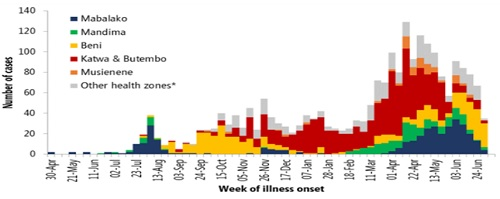 Mabalako
Mandima
Beni
Katwa & Butembo
Musienene
Other health zones*
Number of cases
140
120
100
80
60
40
20
0
30-Apr
21-May
11-Jun
02-Jul
23-Jul
13-Aug
03-Sep
24-Sep
15-Oct
05-Nov
26-Nov
17-Dec
07-Jan
28-Jan
18-Feb
11-Mar
01-Apr
22-Apr
13-May
03-Jun
24-Jun
Week of illness onset